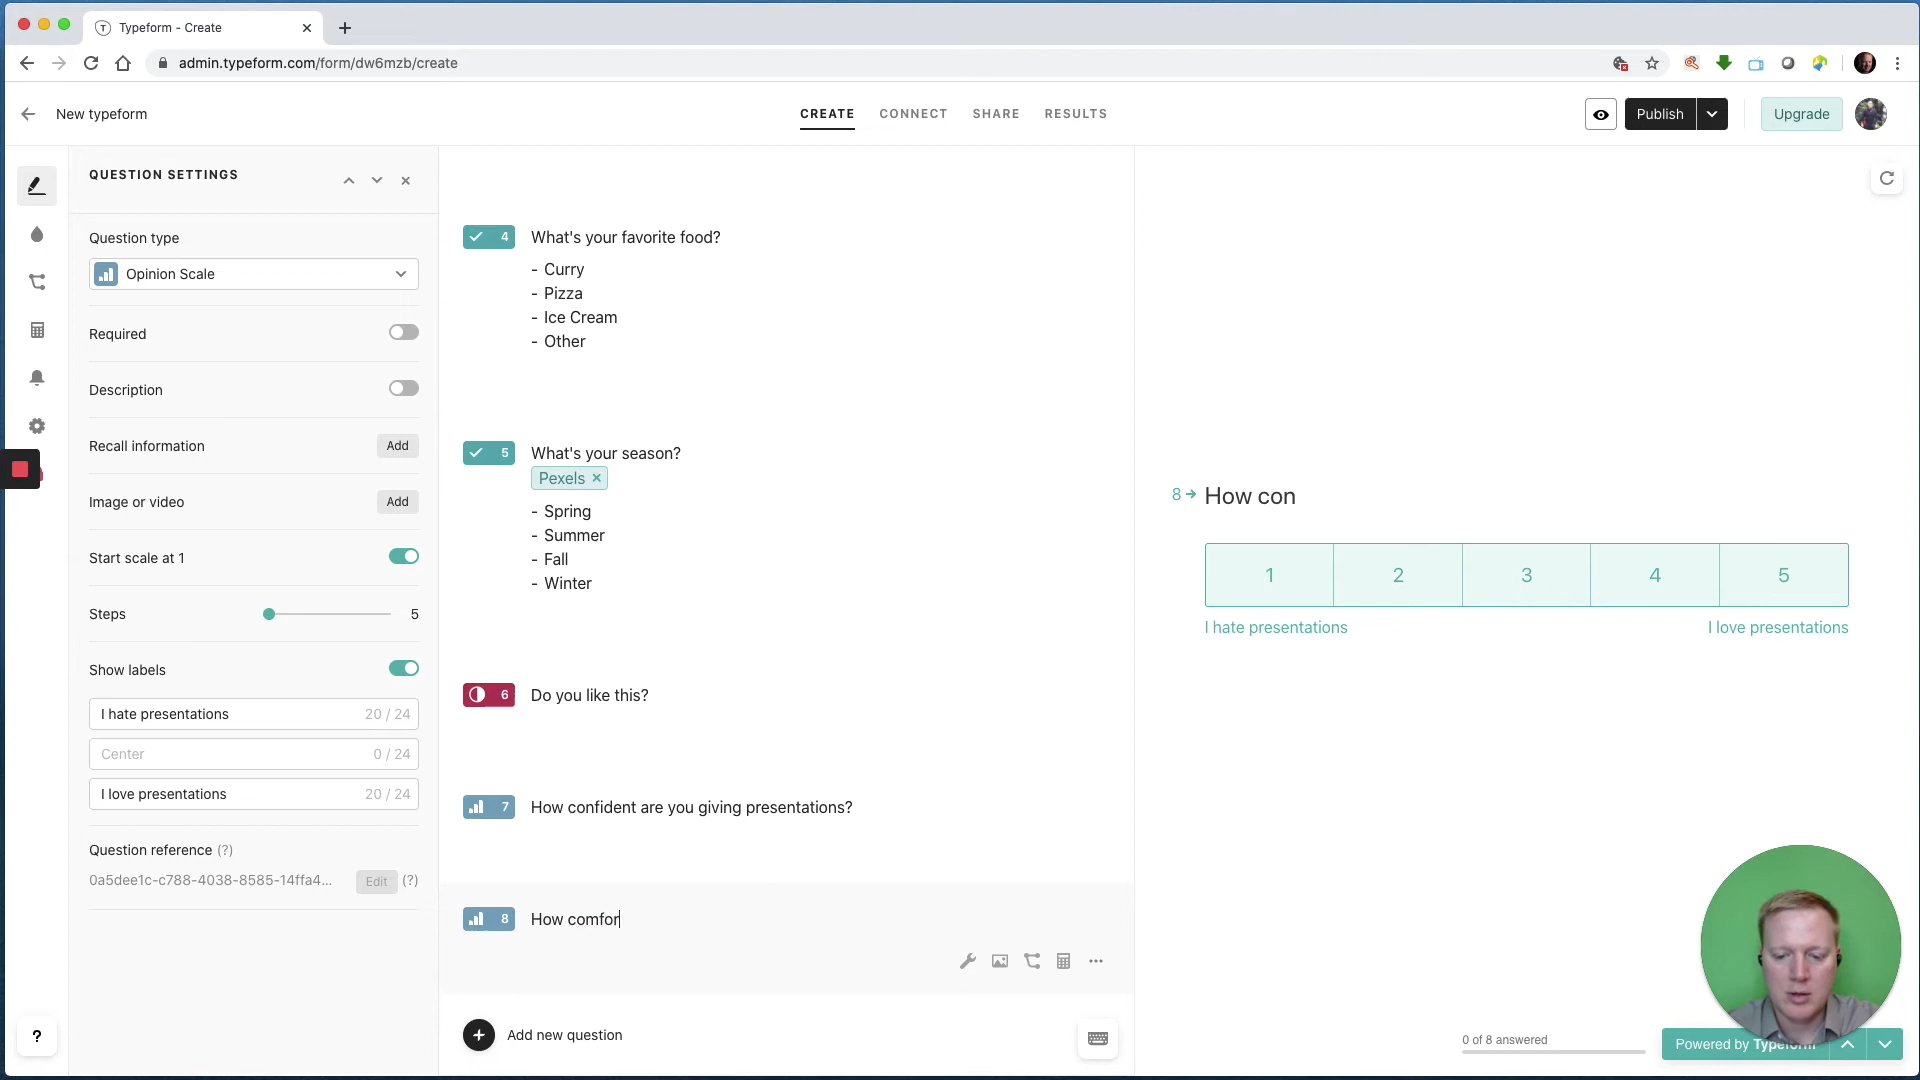 Typeform - Create
admin.typeform.com/form/dw6mzb/create
New typeform
CREATE
CONNECT
SHARE
RESULTS
Publish
Upgrade
QUESTION SETTINGS
Question type
Opinion Scale
Required
Description
Recall information
Add
Image or video
Add
Start scale at 1
Steps
5
Show labels
I hate presentations
20 / 24
Center
0 / 24
I love presentations
20 / 24
Question reference (?)
0a5dee1c-c788-4038-8585-14ffa4...
Edit
(?)
?
4
What's your favorite food?
- Curry
- Pizza
- Ice Cream
- Other
5
What's your season?
Pexels
- Spring
- Summer
- Fall
- Winter
6
Do you like this?
7
How confident are you giving presentations?
8
How comfor
Add new question
8
How con
1
2
3
4
5
I hate presentations
I love presentations
0 of 8 answered
Powered by Typeform